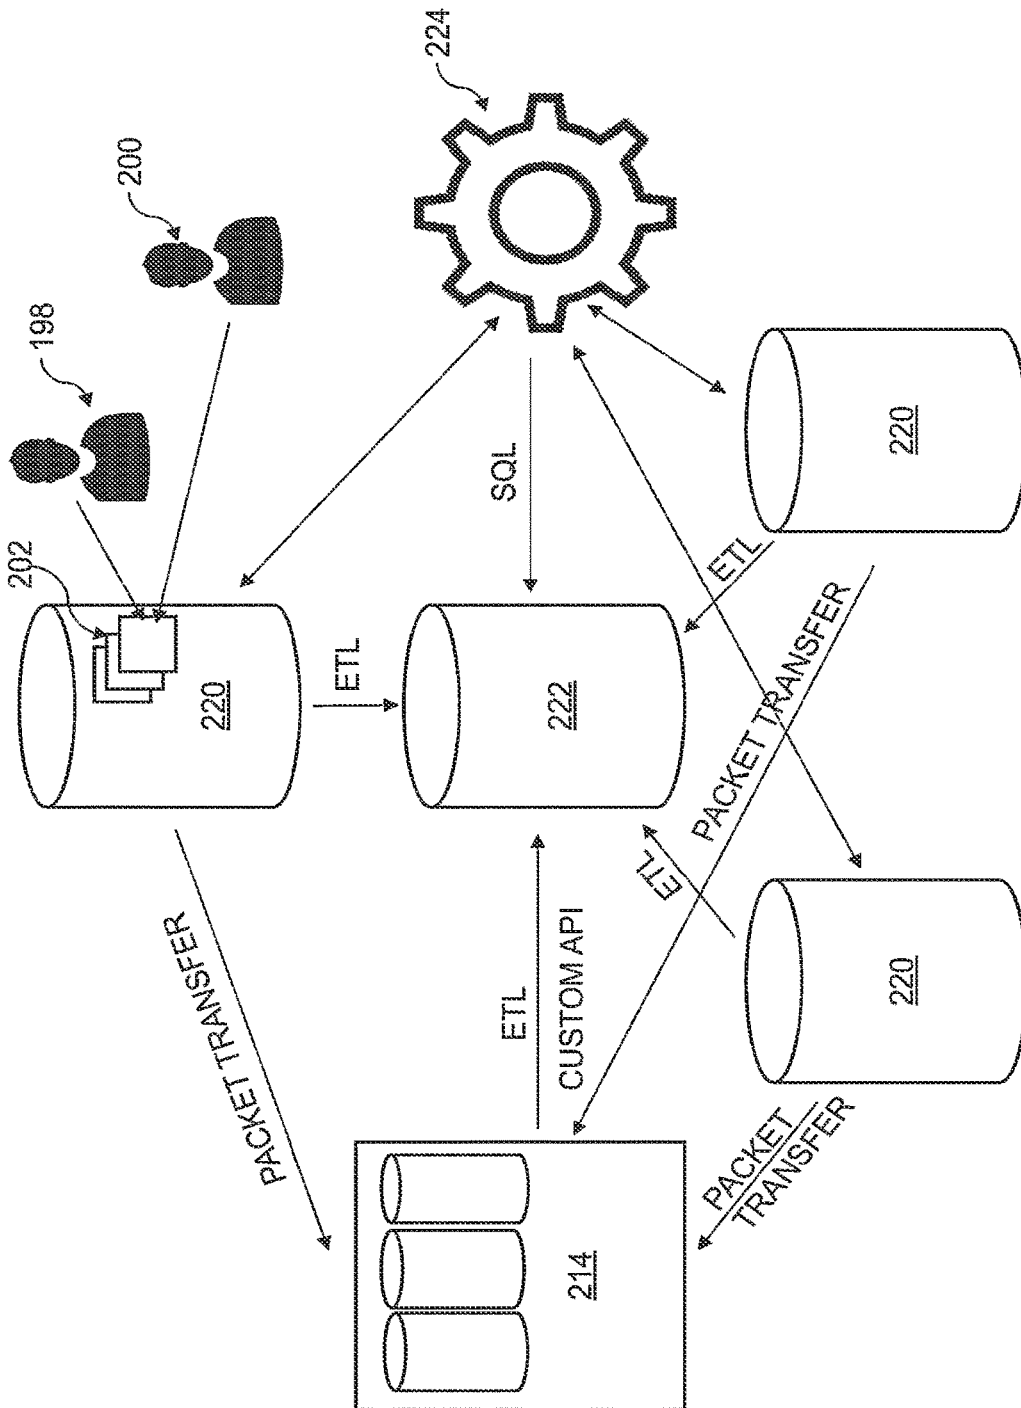 202
198
200
220
PACKET TRANSFER
ETL
224
SQL
ETL
222
CUSTOM API
214
ETL
ETL
PACKET TRANSFER
PACKET
TRANSFER
220
220